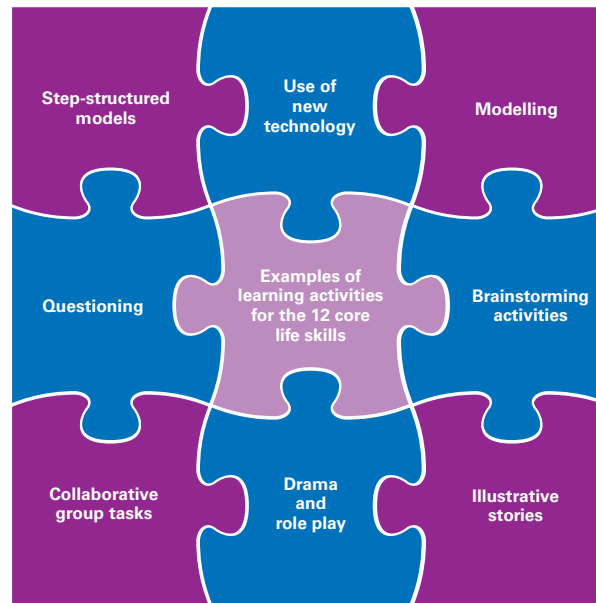 Step-structured
models
Use of
new
technology
Modelling
Questioning
Examples of
learning activities
for the 12 core
life skills
Brainstorming
activities
Collaborative
group tasks
Drama
and
role play
Illustrative
stories